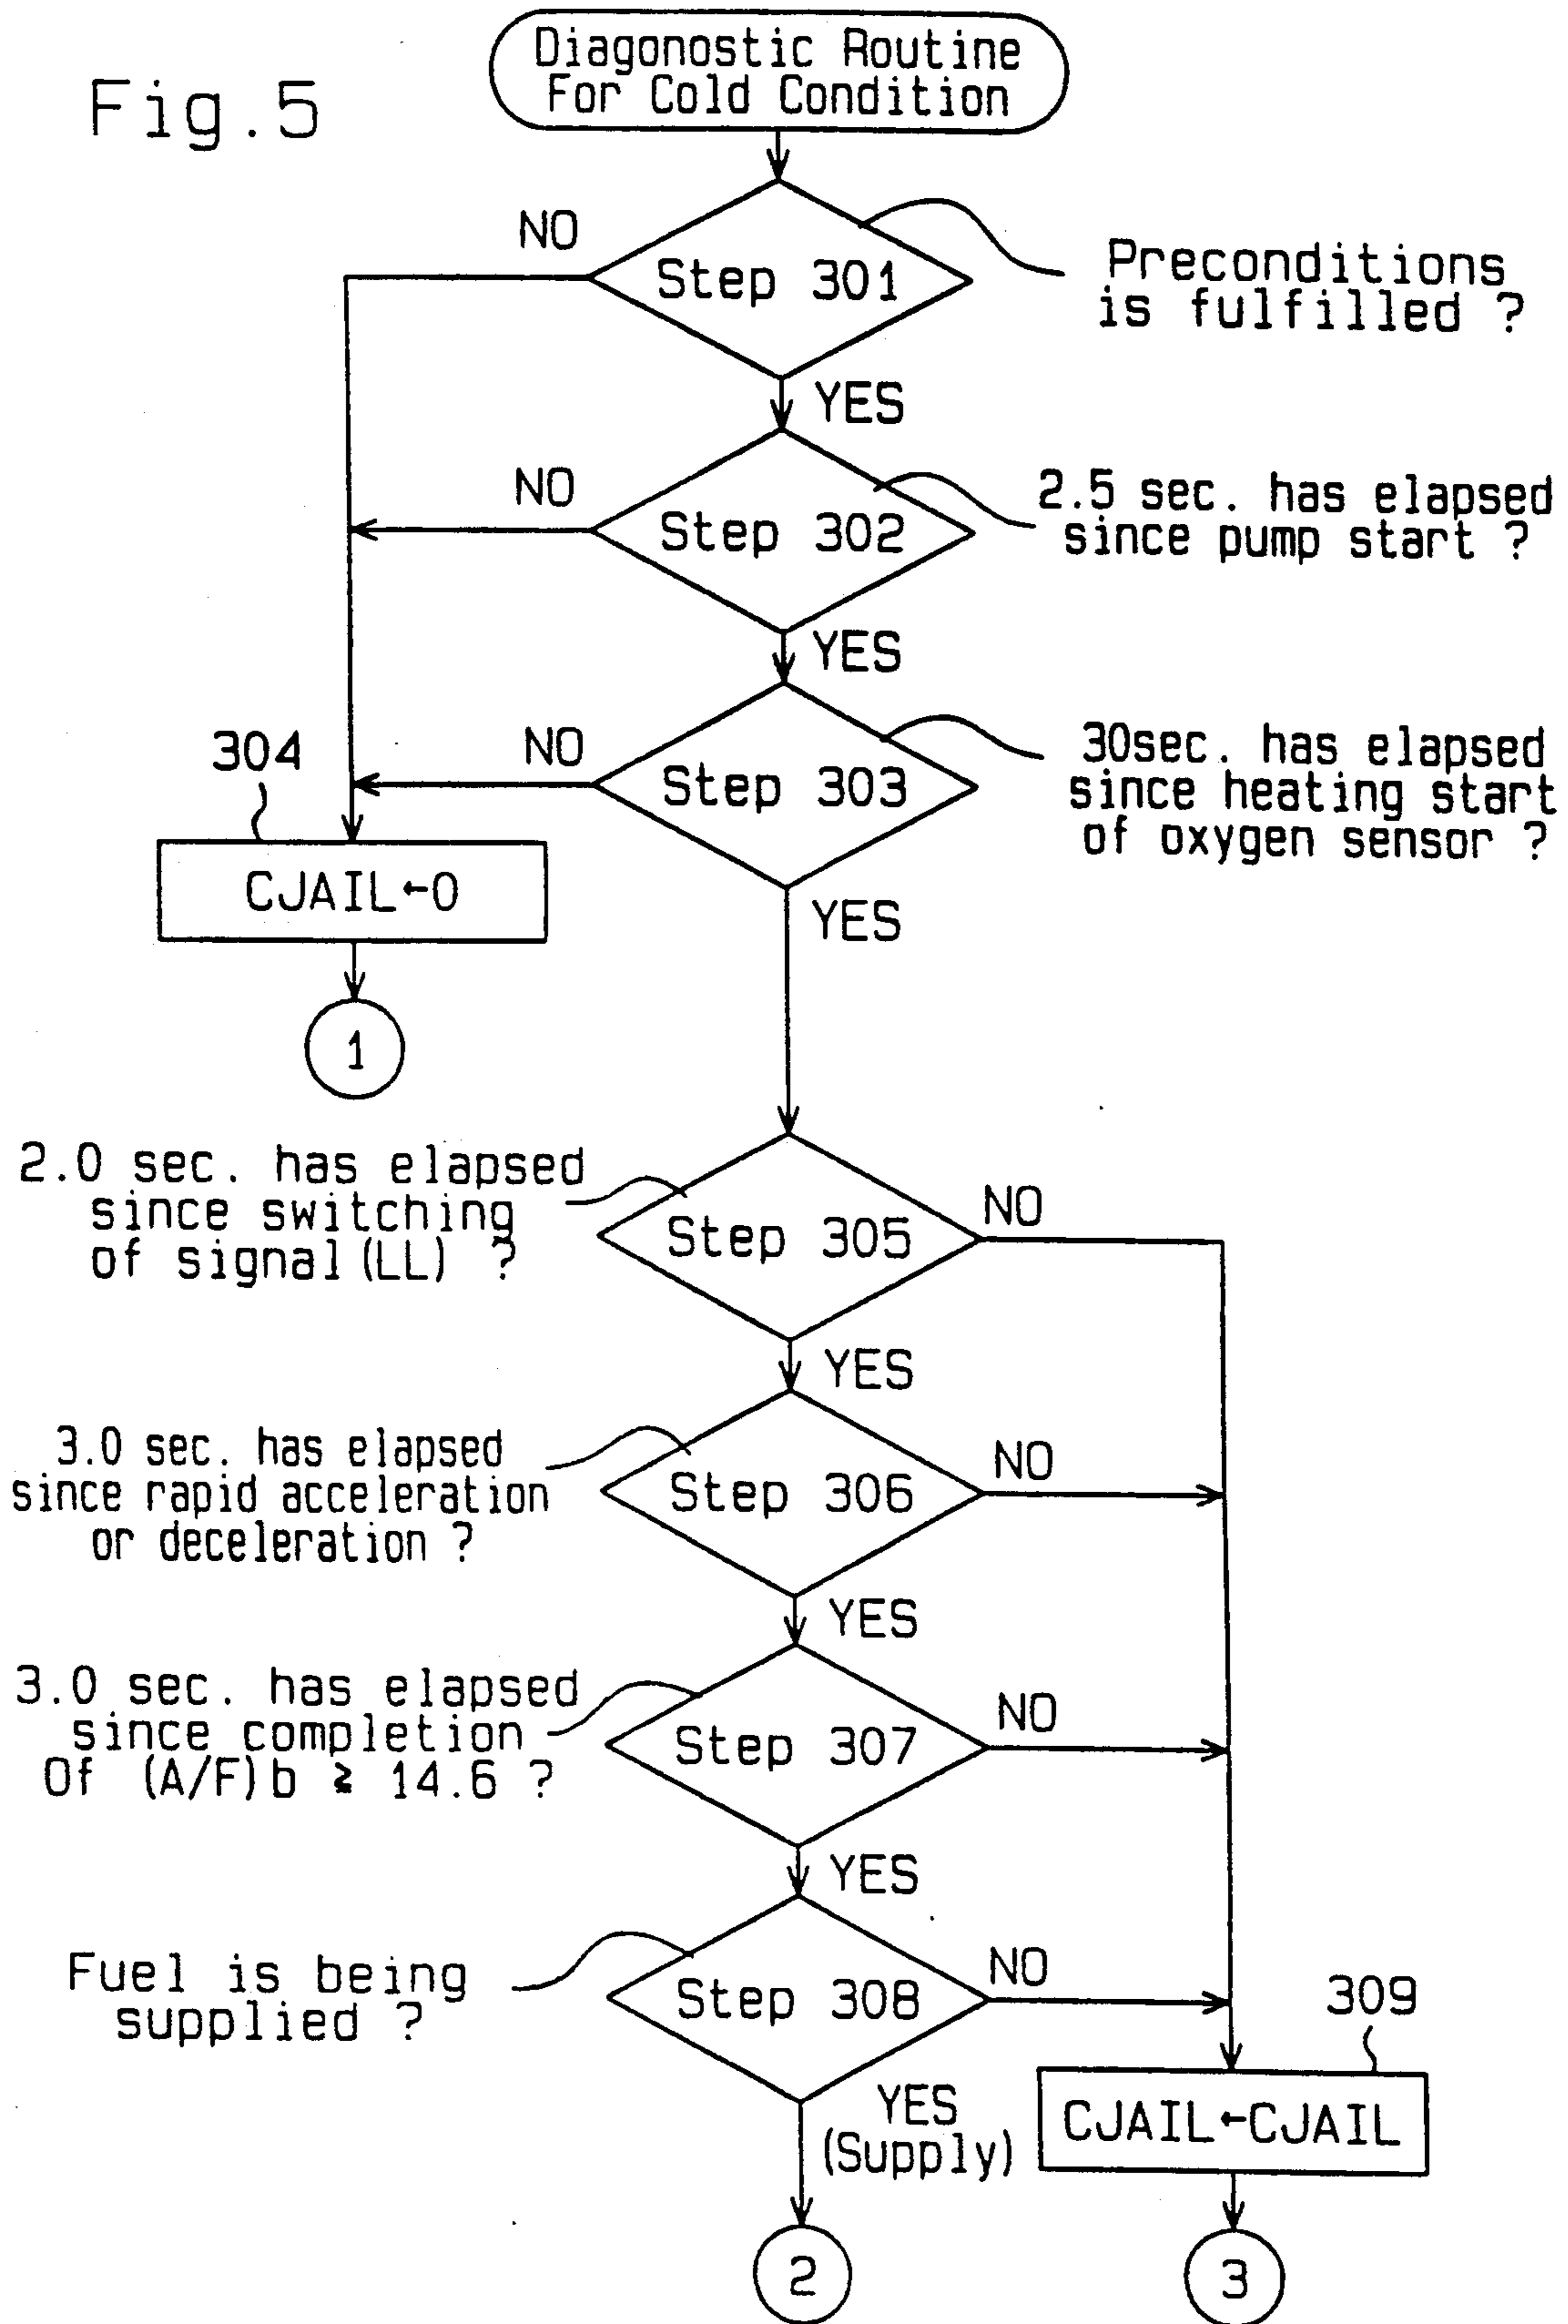 Fig.5
Diagonostic Routine
For Cold Condition
NO
Step 301
Preconditions
is fulfilled ?
YES
NO
Step 302
2.5 sec. has elapsed
since pump start ?
YES
304
NO
Step 303
30sec. has elapsed
since heating start
of oxygen sensor ?
CJAIL←0
YES
1
2.0 sec. has elapsed
since switching
of signal (LL) ?
Step 305
NO
YES
3.0 sec. has elapsed
since rapid acceleration
or deceleration ?
Step 306
NO
YES
3.0 sec. has elapsed
since completion
Of (A/F)b ≥ 14.6 ?
Step 307
NO
YES
Fuel is being
supplied ?
Step 308
NO
309
YES
(Supply)
CJAIL←CJAIL
2
3